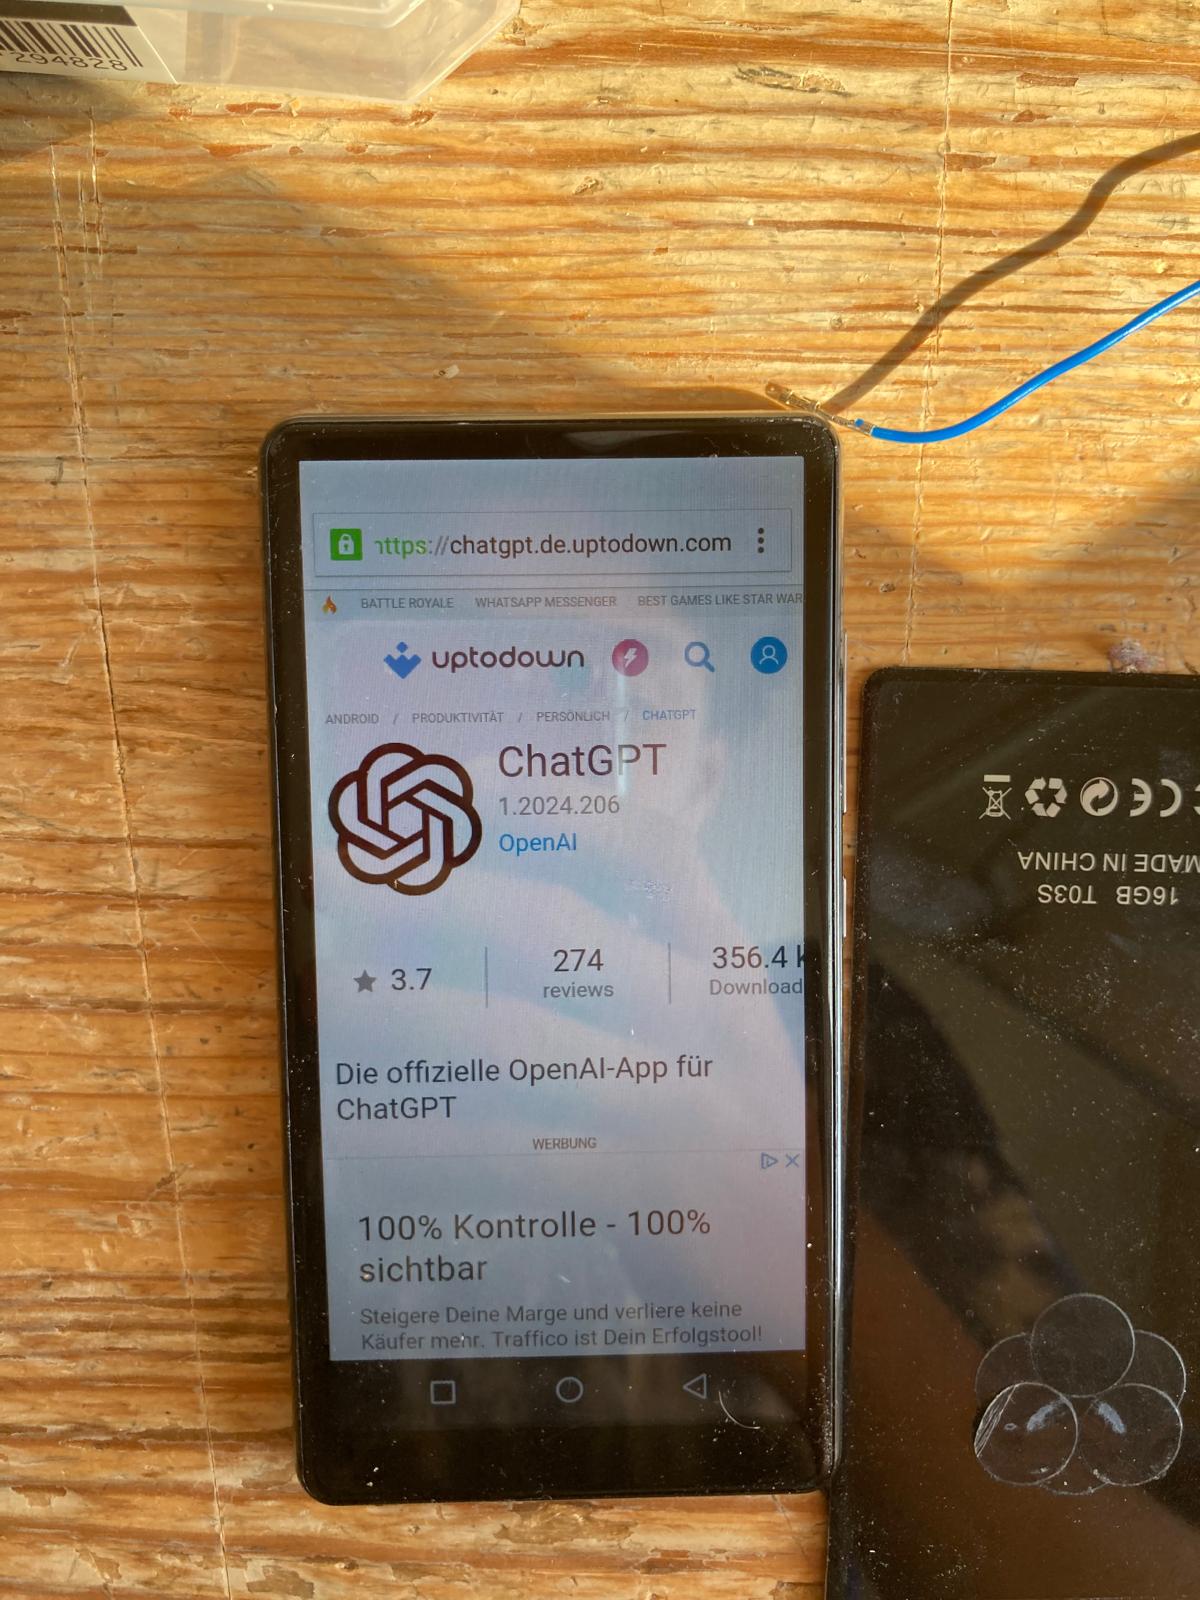 294828
https://chatgpt.de.uptodown.com
BATTLE ROYALE WHATSAPP MESSENGER BEST GAMES LIKE STAR WAR
uptodown
ANDROID / PRODUKTIVITÄT / PERSÖNLICH / CHATGPT
ChatGPT
1.2024.206
OpenAI
3.7
274
reviews
356.4 k
Download
Die offizielle OpenAI-App für
ChatGPT
WERBUNG
100% Kontrolle - 100%
sichtbar
Steigere Deine Marge und verliere keine
Käufer mehr. Traffico ist Dein Erfolgstool!
16GB T03S
MADE IN CHINA
CE